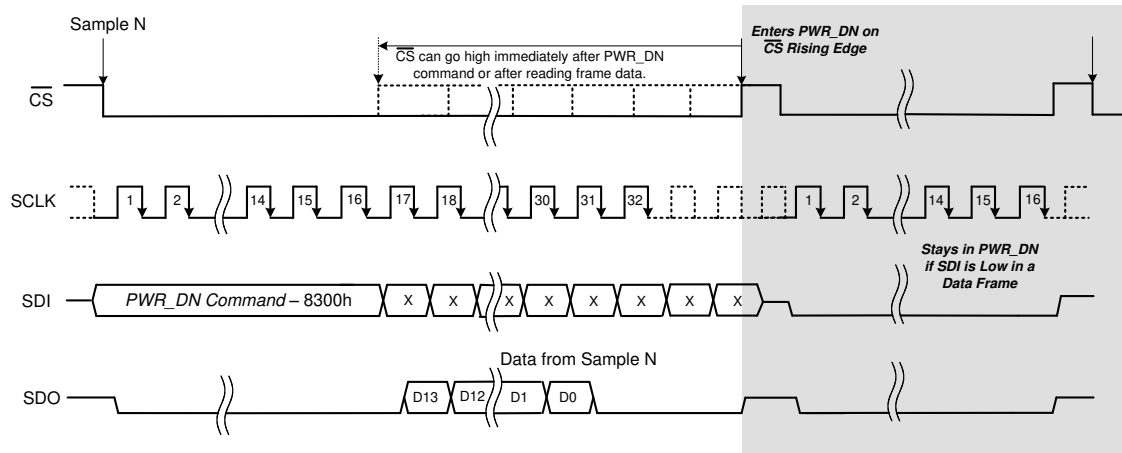 Sample N
Enters PWR_DN on
CS Rising Edge
CS can go high immediately after PWR_DN
command or after reading frame data.
CS
SCLK
1 2 14 15 16 17 18 30 31 32 1 2 14 15 16
Stays in PWR_DN
if SDI is Low in a
Data Frame
SDI
PWR_DN Command – 8300h X X X X X X X X
Data from Sample N
SDO
D13 D12 D1 D0